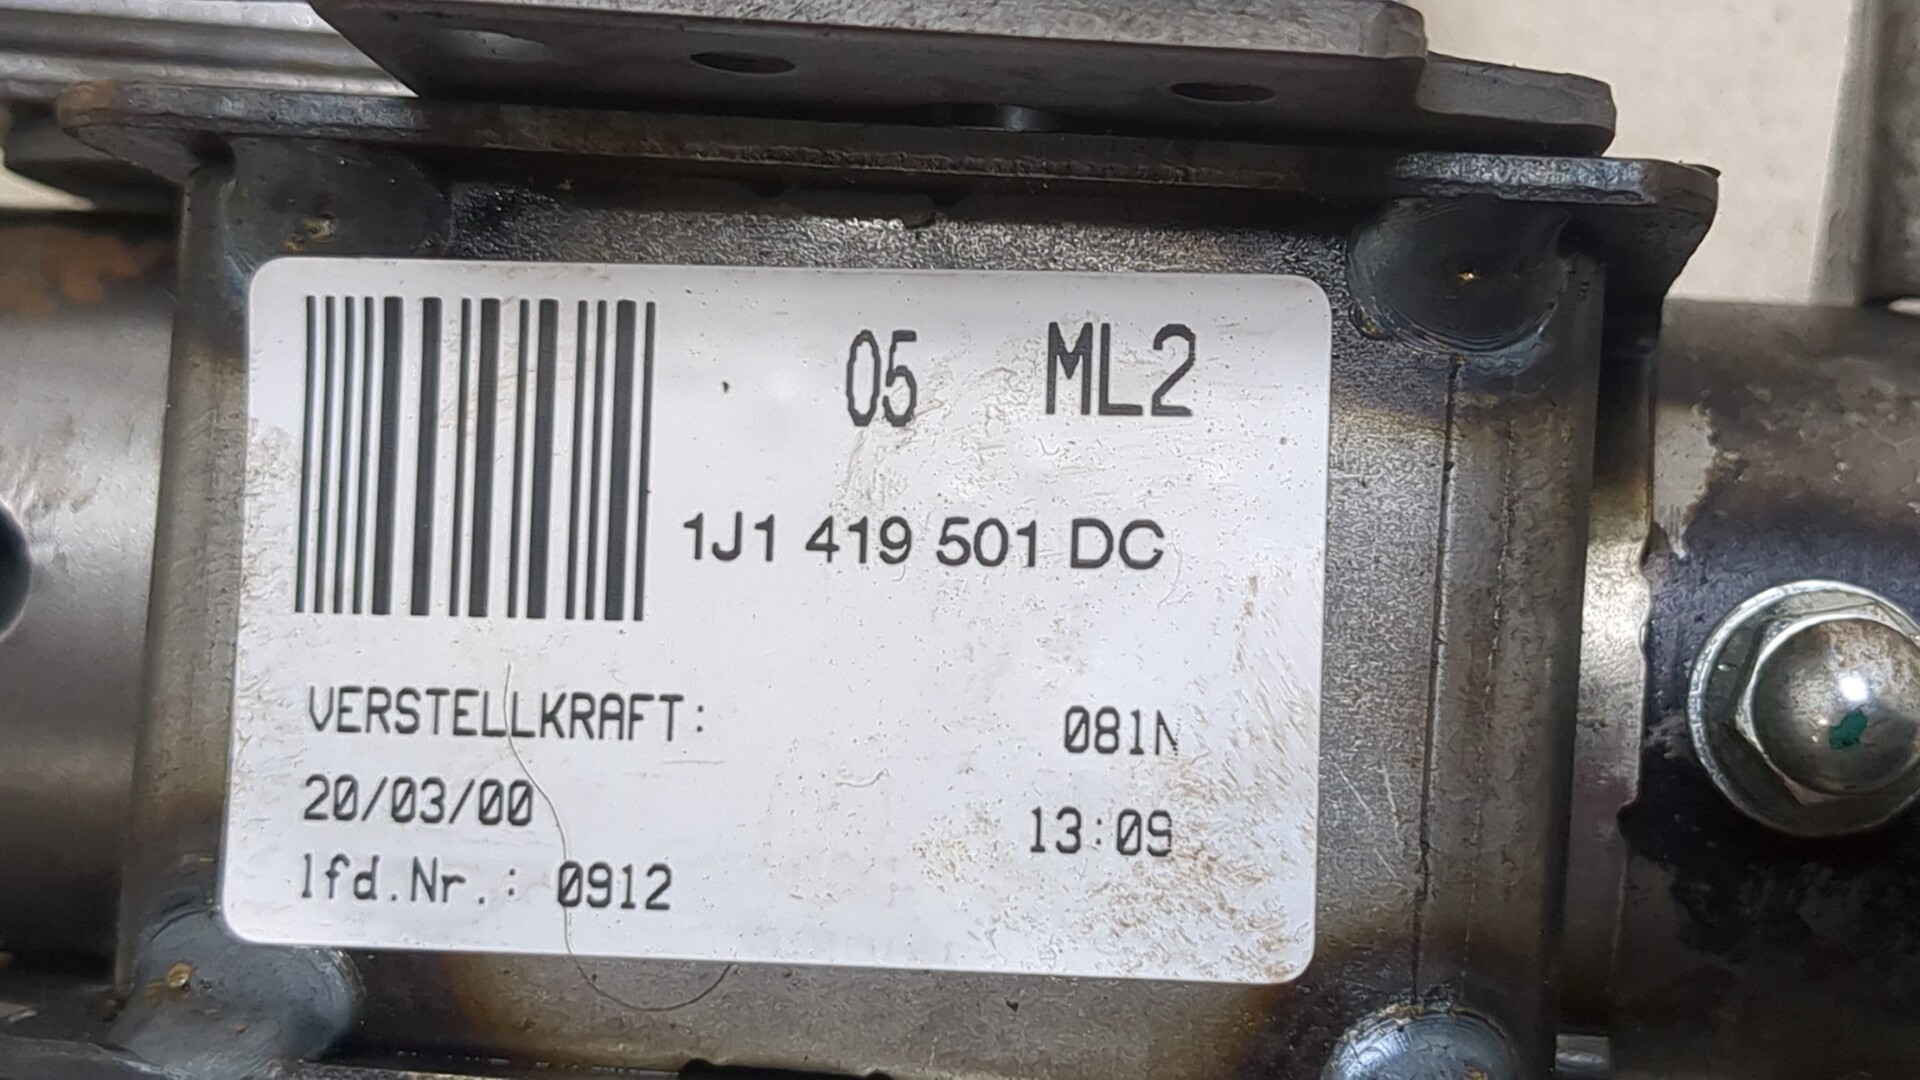 05 ML2
1J1 419 501 DC
VERSTELLKRAFT: 081N
20/03/00 13:09
lfd.Nr.: 0912